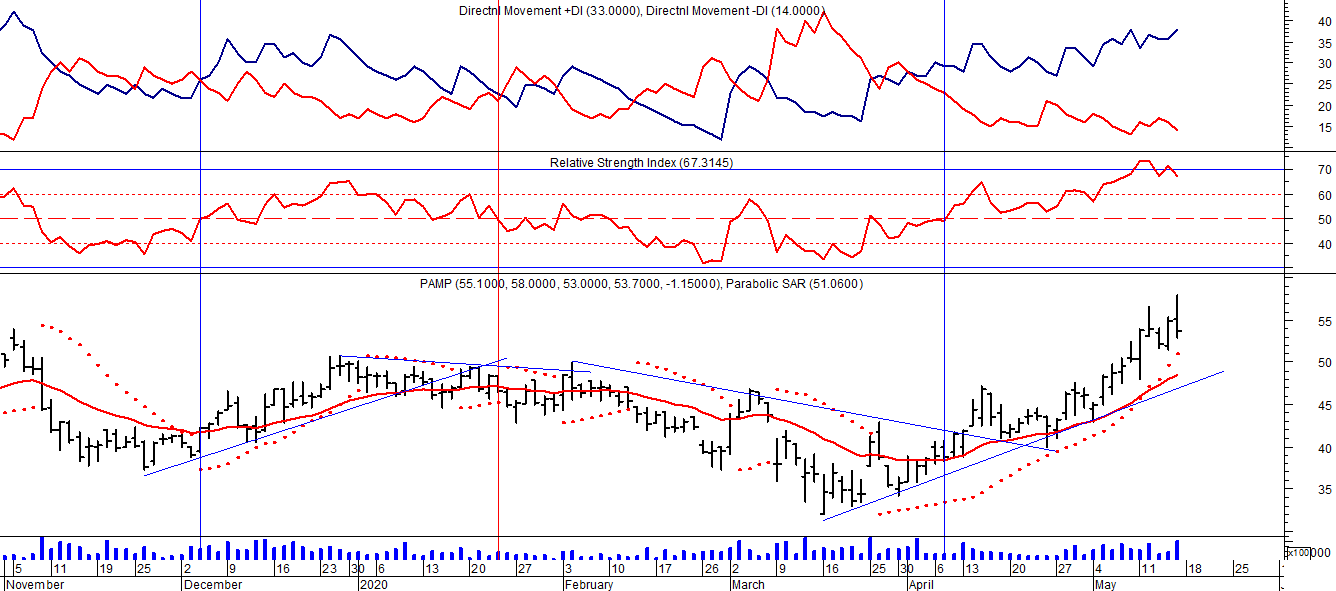 Directnl Movement +DI (33.0000), Directnl Movement -DI (14.0000)
40
35
30
25
20
15
Relative Strength Index (67.3145)
70
60
50
40
PAMP (55.1000, 58.0000, 53.0000, 53.7000, -1.15000), Parabolic SAR (51.0600)
55
50
45
40
35
x100 000
5 11 19 25 2 9 16 23 30 6 13 20 27 3 10 17 24 2 9 16 25 30 6 13 20 27 4 11 18 25
November December 2020 February March April May